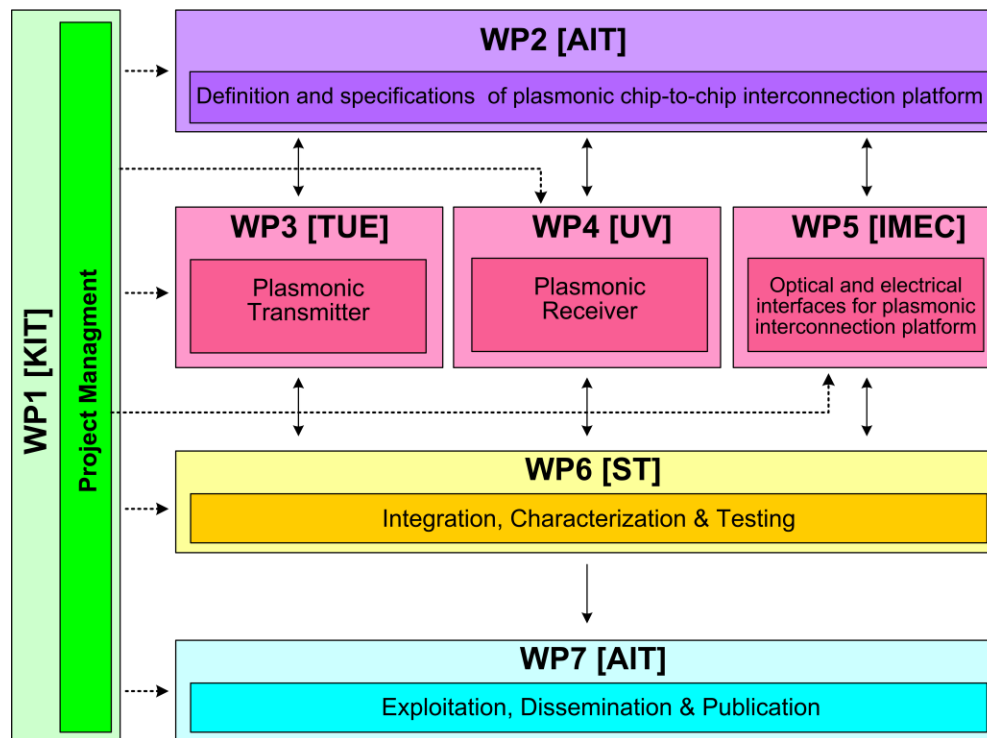 WP1 [KIT]
Project Managment
WP2 [AIT]
Definition and specifications of plasmonic chip-to-chip interconnection platform
WP3 [TUE]
Plasmonic
Transmitter
WP4 [UV]
Plasmonic
Receiver
WP5 [IMEC]
Optical and electrical
interfaces for plasmonic
interconnection platform
WP6 [ST]
Integration, Characterization & Testing
WP7 [AIT]
Exploitation, Dissemination & Publication